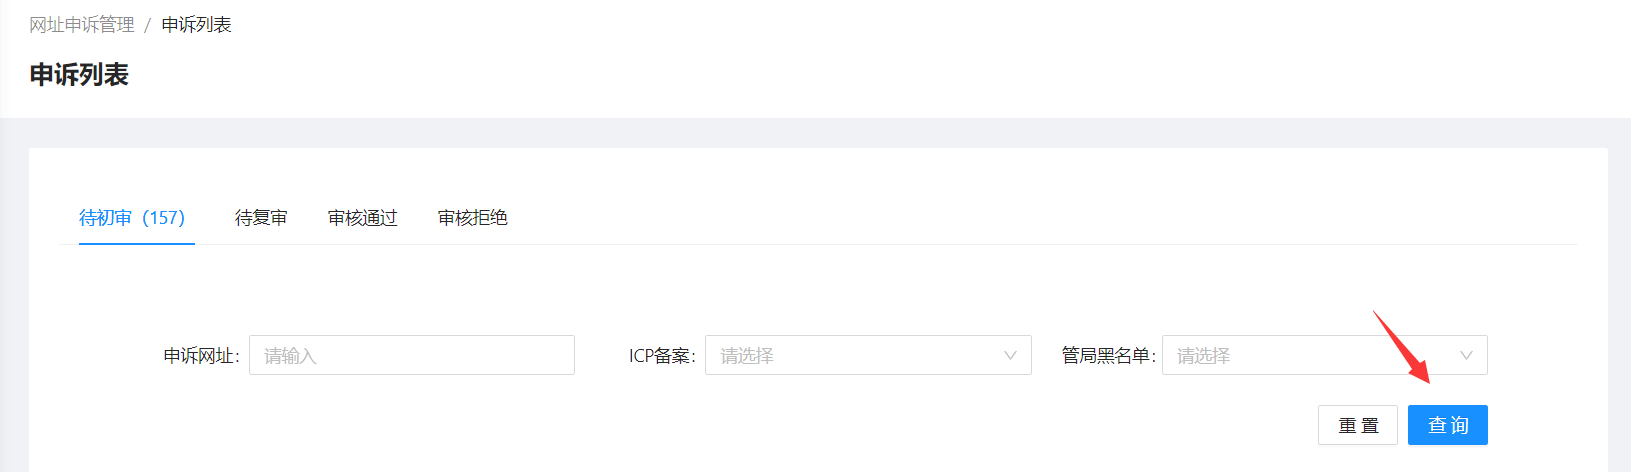 网址申诉管理 / 申诉列表
申诉列表
待初审（157） 待复审 审核通过 审核拒绝
申诉网址： 请输入 ICP备案： 请选择 管局黑名单： 请选择
重 置 查 询